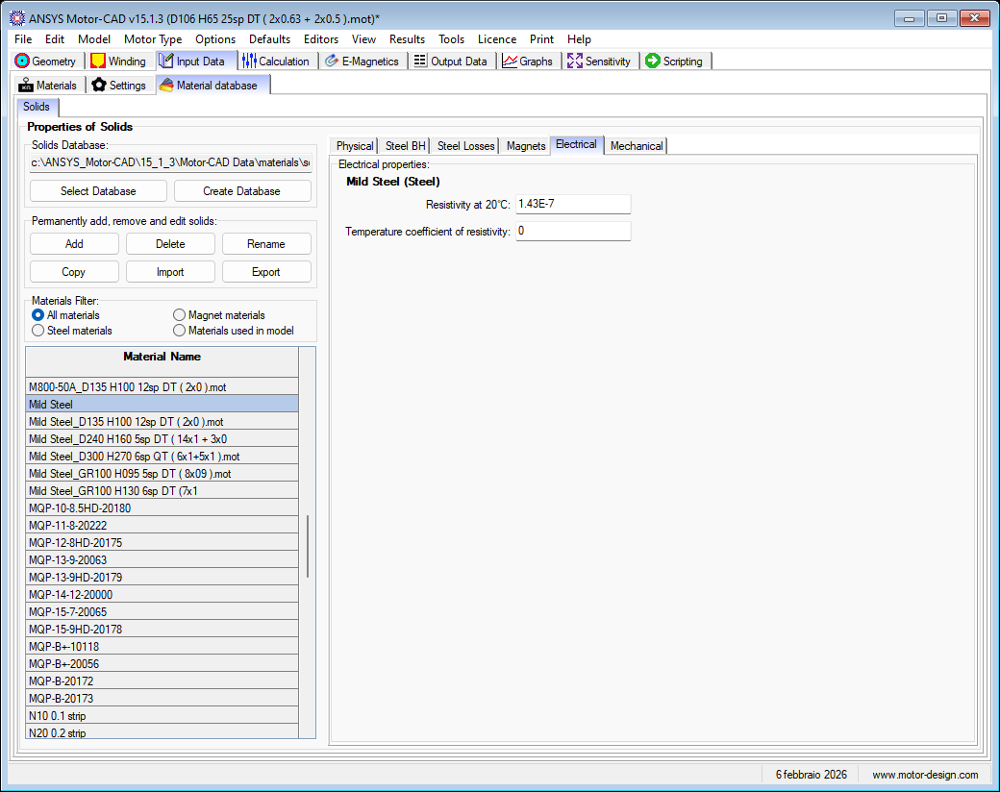 ANSYS Motor-CAD v15.1.3 (D106 H65 25sp DT ( 2x0.63 + 2x0.5 ).mot)*
File Edit Model Motor Type Options Defaults Editors View Results Tools Licence Print Help
Geometry Winding Input Data Calculation E-Magnetics Output Data Graphs Sensitivity Scripting
Materials Settings Material database
Solids
Properties of Solids
Solids Database:
c:\ANSYS_Motor-CAD\15_1_3\Motor-CAD Data\materials\s
Select Database Create Database
Permanently add, remove and edit solids:
Add Delete Rename
Copy Import Export
Materials Filter:
All materials Magnet materials
Steel materials Materials used in model
Material Name
M800-50A_D135 H100 12sp DT ( 2x0 ).mot
Mild Steel
Mild Steel_D135 H100 12sp DT ( 2x0 ).mot
Mild Steel_D240 H160 5sp DT ( 14x1 + 3x0
Mild Steel_D300 H270 6sp QT ( 6x1+5x1 ).mot
Mild Steel_GR100 H095 5sp DT ( 8x09 ).mot
Mild Steel_GR100 H130 6sp DT (7x1
MQP-10-8.5HD-20180
MQP-11-8-20222
MQP-12-8HD-20175
MQP-13-9-20063
MQP-13-9HD-20179
MQP-14-12-20000
MQP-15-7-20065
MQP-15-9HD-20178
MQP-B+-10118
MQP-B+-20056
MQP-B-20172
MQP-B-20173
N10 0.1 strip
N20 0.2 strip
Physical Steel BH Steel Losses Magnets Electrical Mechanical
Electrical properties:
Mild Steel (Steel)
Resistivity at 20°C: 1.43E-7
Temperature coefficient of resistivity: 0
6 febbraio 2026 www.motor-design.com